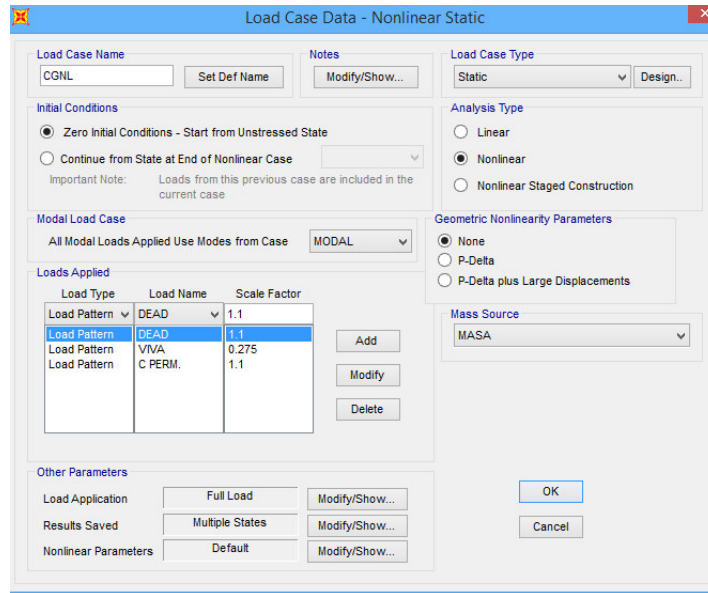 Load Case Data - Nonlinear Static
Load Case Name
CGNL
Set Def Name
Notes
Modify/Show...
Load Case Type
Static
Design..
Initial Conditions
Zero Initial Conditions - Start from Unstressed State
Continue from State at End of Nonlinear Case
Important Note: Loads from this previous case are included in the
current case
Analysis Type
Linear
Nonlinear
Nonlinear Staged Construction
Modal Load Case
All Modal Loads Applied Use Modes from Case MODAL
Geometric Nonlinearity Parameters
None
P-Delta
P-Delta plus Large Displacements
Loads Applied
Load Type Load Name Scale Factor
Load Pattern DEAD 1.1
Load Pattern DEAD 1.1
Load Pattern VIVA 0.275
Load Pattern C PERM. 1.1
Add
Modify
Delete
Mass Source
MASA
Other Parameters
Load Application Full Load Modify/Show...
Results Saved Multiple States Modify/Show...
Nonlinear Parameters Default Modify/Show...
OK
Cancel